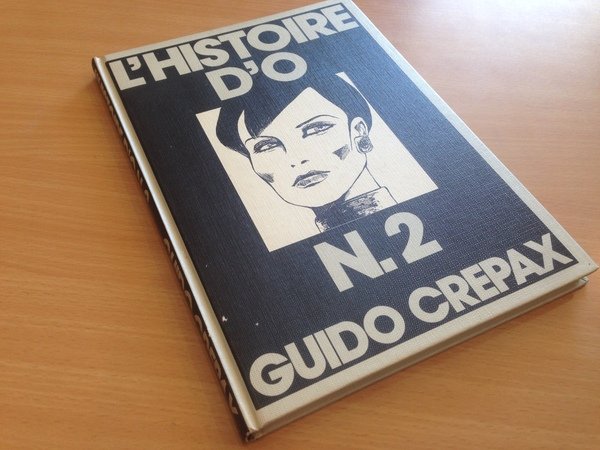 L'HISTOIRE
D'O
N.2
GUIDO CREPAX